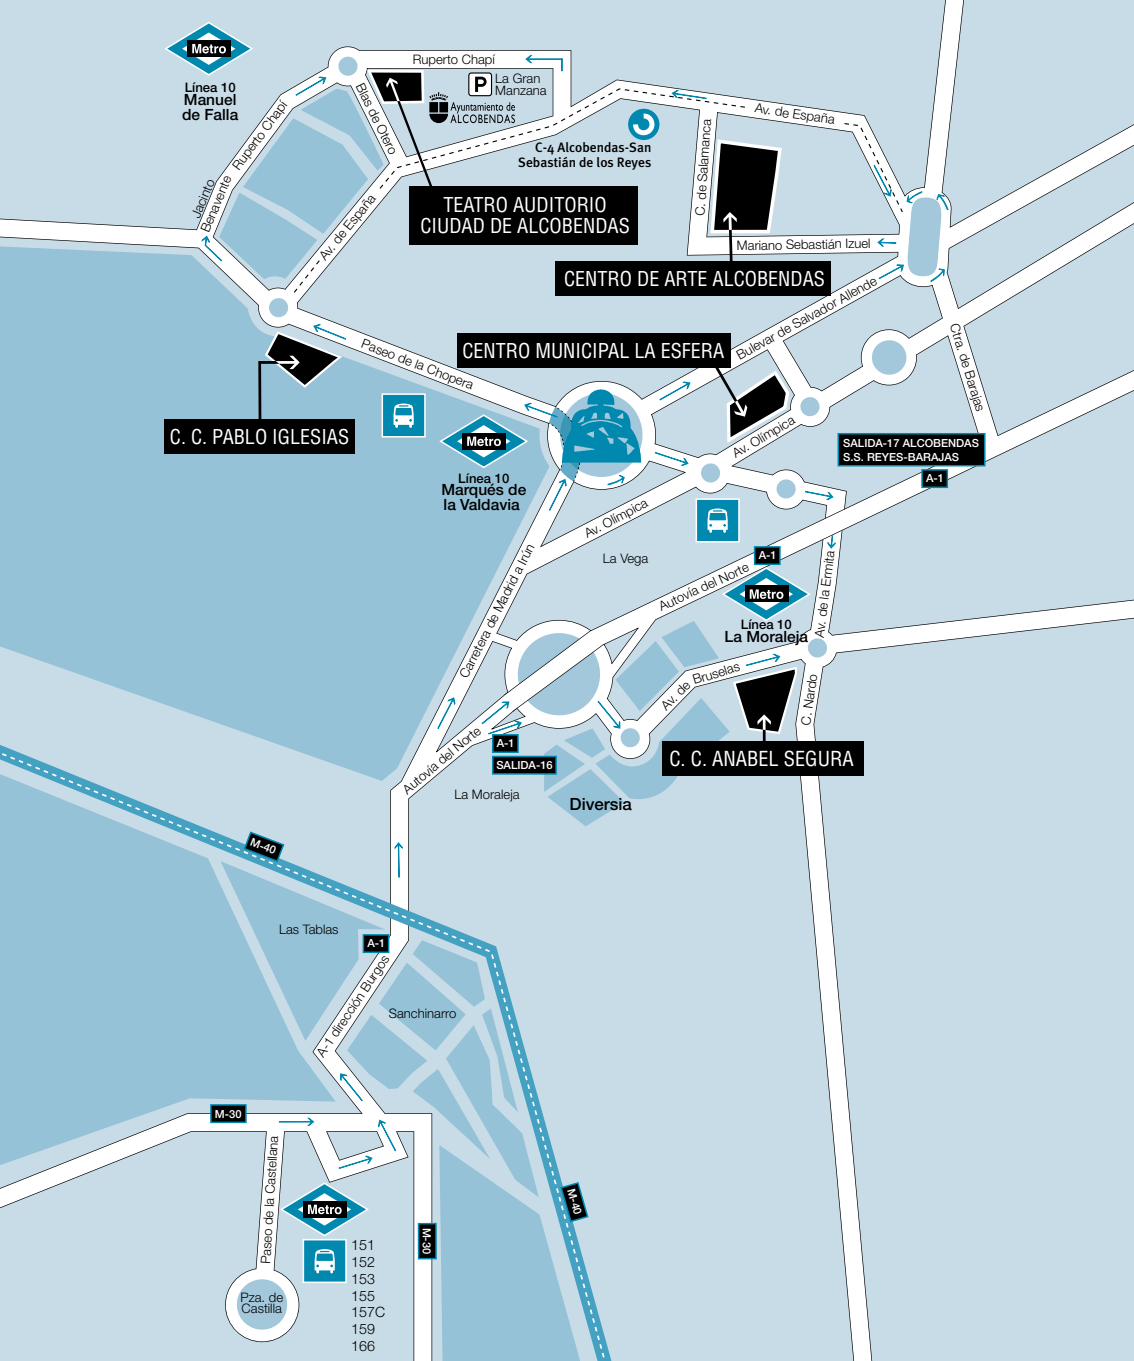 Metro
Línea 10
Manuel
de Falla
Ruperto Chapí
P
La Gran
Manzana
Ayuntamiento de
ALCOBENDAS
Blas de Otero
Ruperto Chapí
Jacinto
Benavente
Av. de España
TEATRO AUDITORIO
CIUDAD DE ALCOBENDAS
C-4 Alcobendas-San
Sebastián de los Reyes
Av. de España
C. de Salamanca
Mariano Sebastián Izuel
CENTRO DE ARTE ALCOBENDAS
Bulevar de Salvador Allende
CENTRO MUNICIPAL LA ESFERA
Paseo de la Chopera
C. C. PABLO IGLESIAS
Metro
Línea 10
Marqués de
la Valdavia
Av. Olímpica
Ctra. de Barajas
SALIDA-17 ALCOBENDAS
S.S. REYES-BARAJAS
A-1
Av. Olímpica
La Vega
Carretera de Madrid a Irún
Autovía del Norte
A-1
Metro
Línea 10
La Moraleja
Av. de la Ermita
Av. de Bruselas
C. Nardo
C. C. ANABEL SEGURA
Autovía del Norte
A-1
SALIDA-16
La Moraleja
Diversia
M-40
Las Tablas
A-1
A-1 dirección Burgos
Sanchinarro
M-30
Paseo de la Castellana
Metro
M-40
M-30
Pza. de
Castilla
151
152
153
155
157C
159
166